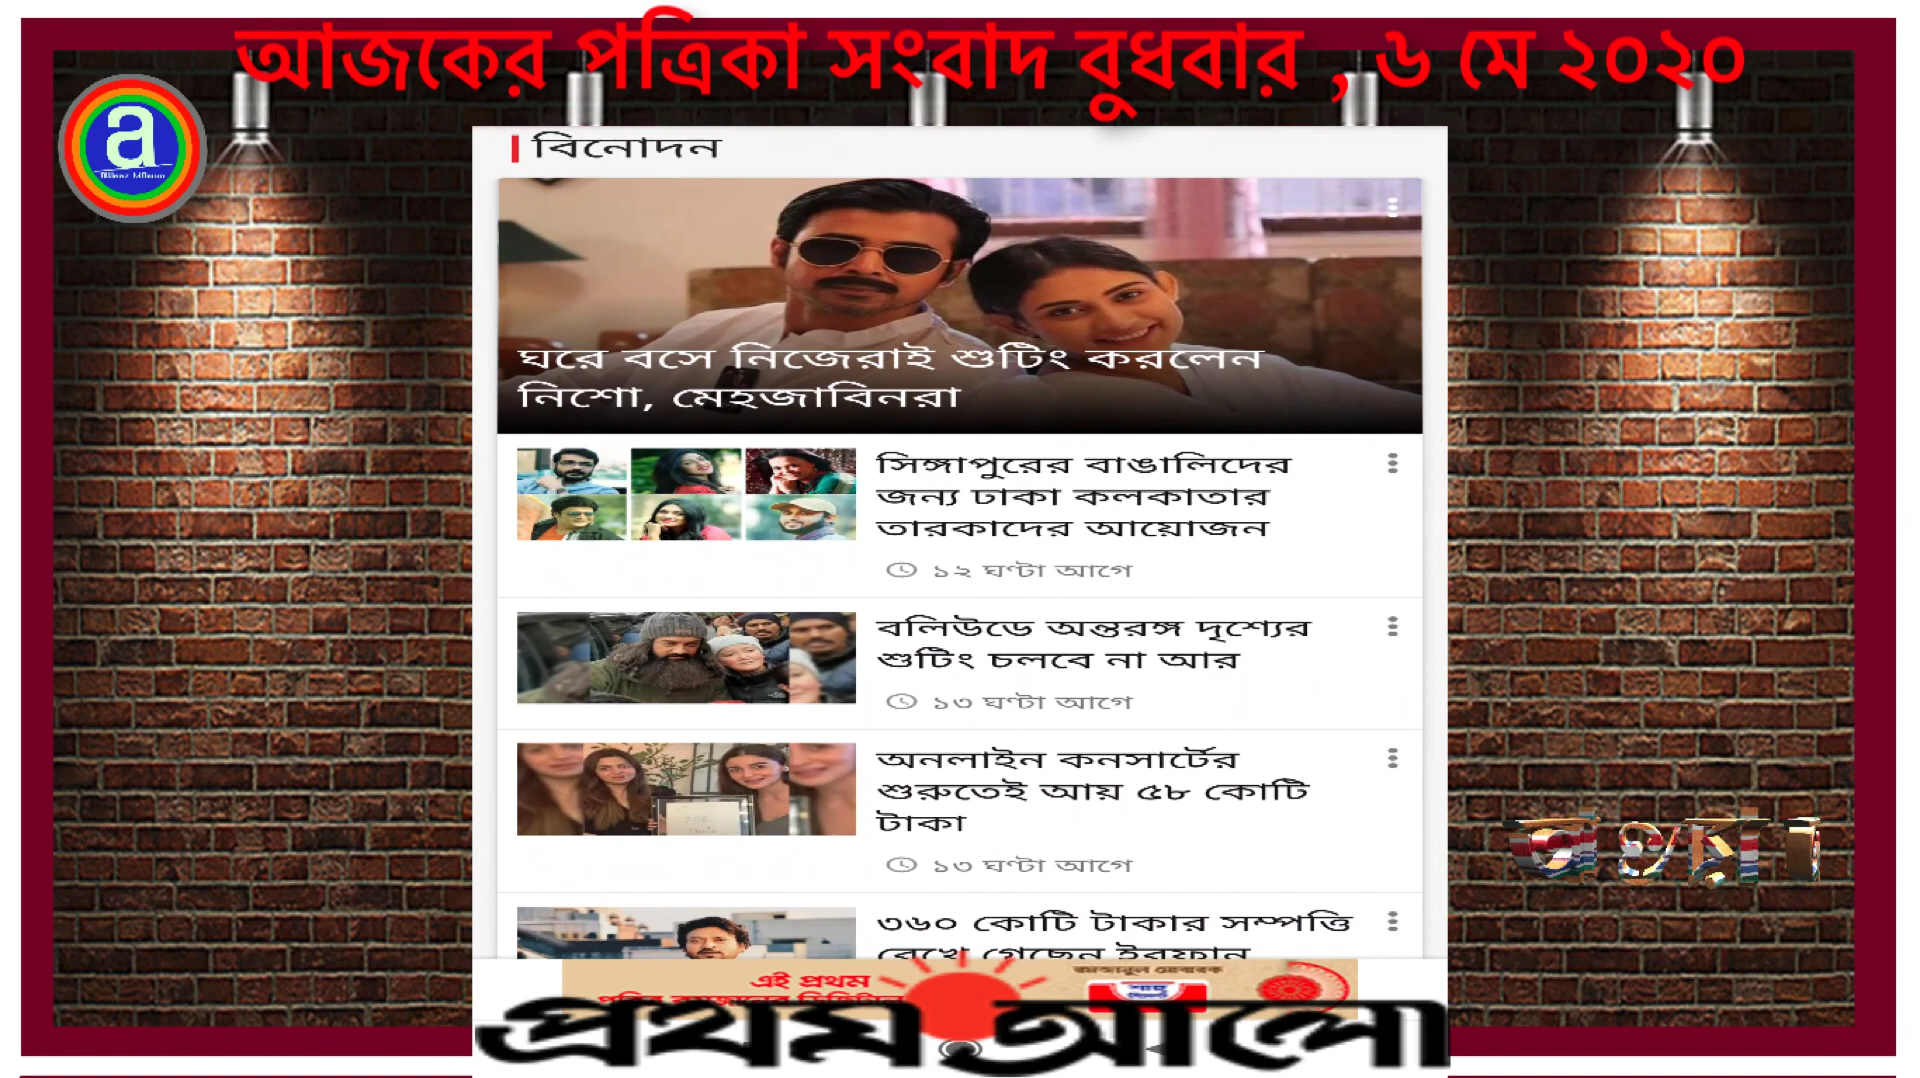 আজকের পত্রিকা সংবাদ বুধবার , ৬ মে ২০২০
a
বিনোদন
ঘরে বসে নিজেরাই শুটিং করলেন
নিশো, মেহজাবিনরা
সিঙ্গাপুরের বাঙালিদের
জন্য ঢাকা কলকাতার
তারকাদের আয়োজন
১২ ঘণ্টা আগে
বলিউডে অন্তরঙ্গ দৃশ্যের
শুটিং চলবে না আর
১৩ ঘণ্টা আগে
অনলাইন কনসার্টের
শুরুতেই আয় ৫৮ কোটি
টাকা
১৩ ঘণ্টা আগে
৩৬০ কোটি টাকার সম্পত্তি
রেখে গেছেন ইরফান
এই প্রথম
প্রথম আলো